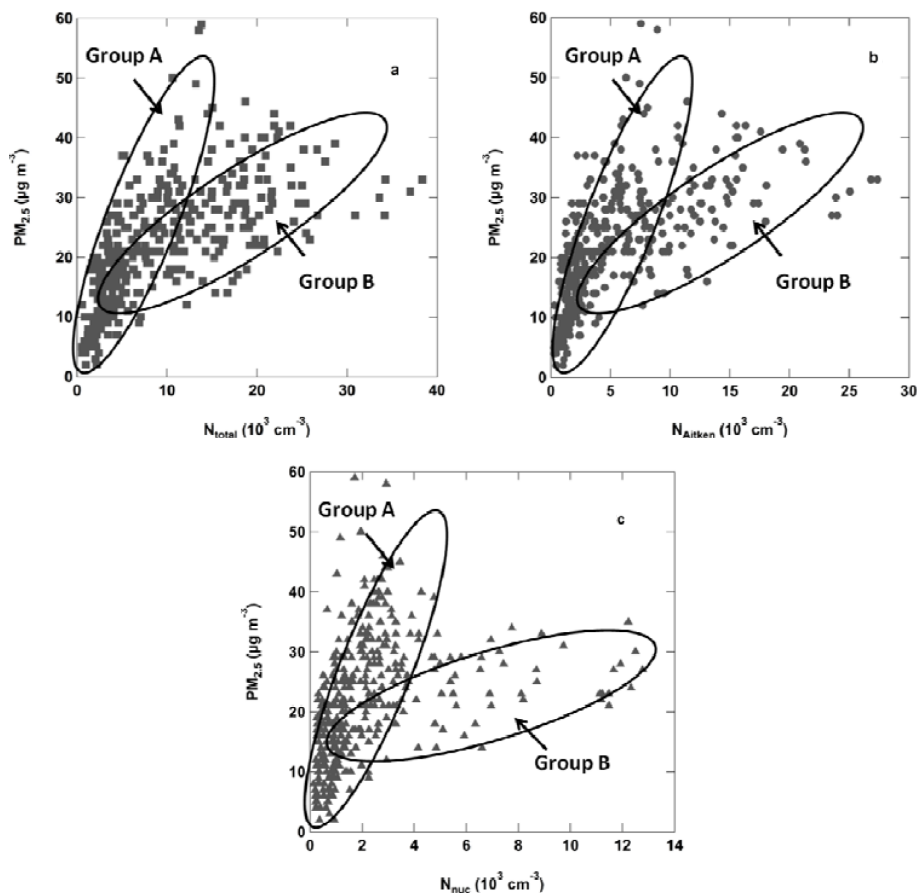 60
50
40
30
20
10
0
PM2.5 (µg m-3)
Group A
a
Group B
0 10 20 30 40
Ntotal (10³ cm-3)
60
50
40
30
20
10
0
PM2.5 (µg m-3)
Group A
b
Group B
0 5 10 15 20 25 30
NAitken (10³ cm-3)
60
50
40
30
20
10
0
PM2.5 (µg m-3)
Group A
c
Group B
0 2 4 6 8 10 12 14
Nnuc (10³ cm-3)